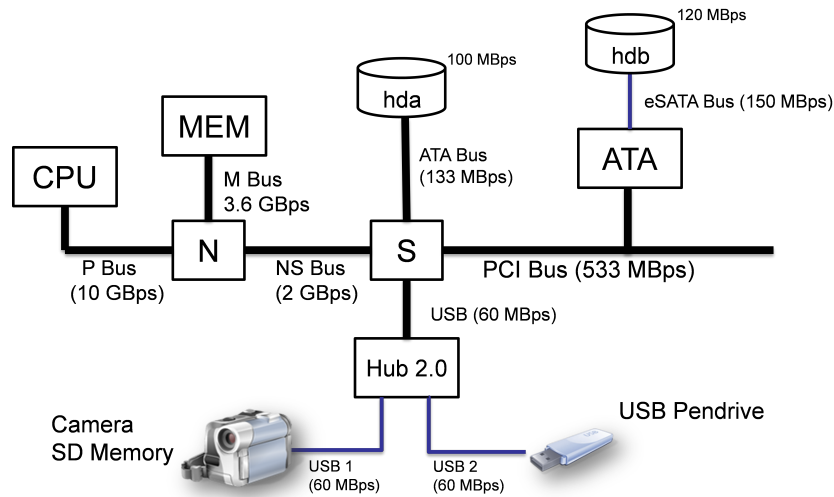 120 MBps
hdb
100 MBps
hda
eSATA Bus (150 MBps)
MEM
ATA Bus
(133 MBps)
ATA
CPU
M Bus
3.6 GBps
N
S
P Bus
(10 GBps)
NS Bus
(2 GBps)
PCI Bus (533 MBps)
USB (60 MBps)
Hub 2.0
Camera
SD Memory
USB Pendrive
USB 1
(60 MBps)
USB 2
(60 MBps)